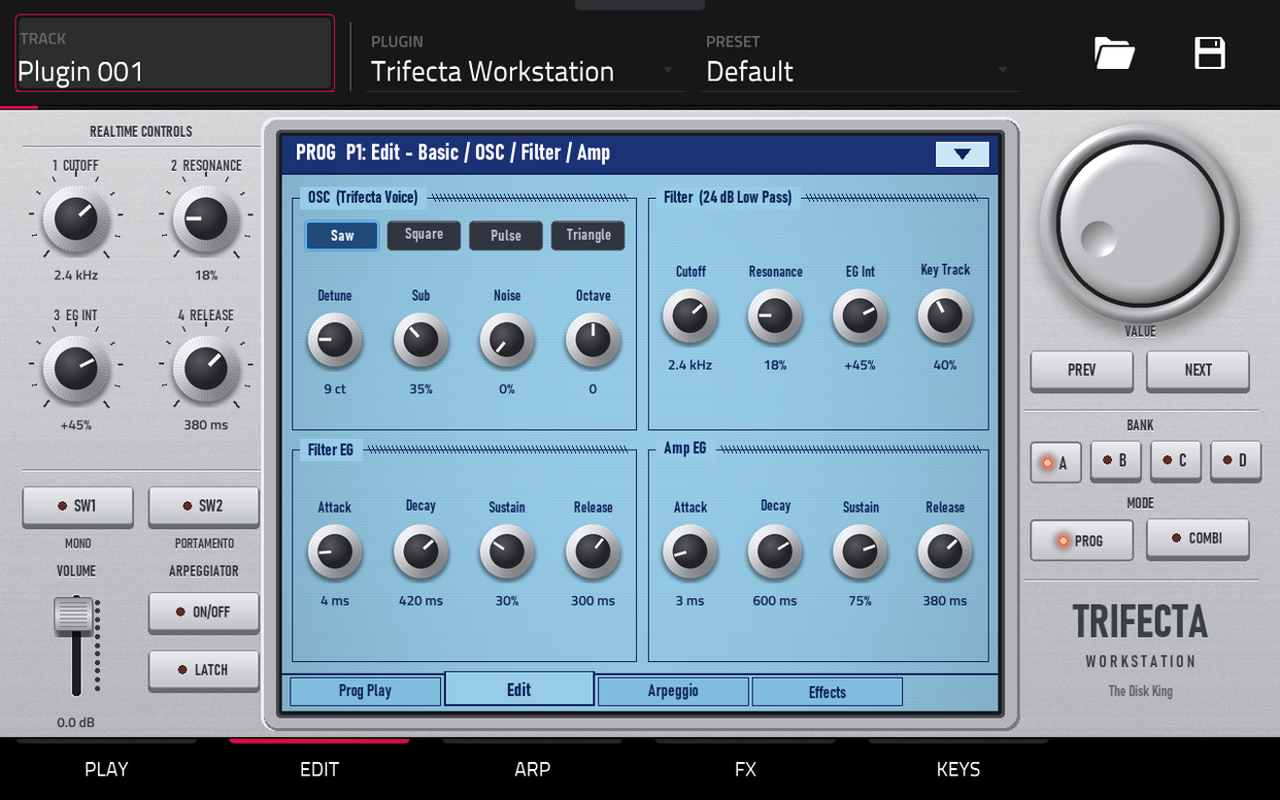 TRACK
Plugin 001
PLUGIN
Trifecta Workstation
PRESET
Default
REALTIME CONTROLS
1 CUTOFF
2 RESONANCE
2.4 kHz
18%
3 EG INT
4 RELEASE
+45%
380 ms
SW1
SW2
MONO
PORTAMENTO
VOLUME
ARPEGGIATOR
ON/OFF
LATCH
0.0 dB
PROG P1: Edit - Basic / OSC / Filter / Amp
OSC (Trifecta Voice)
Saw
Square
Pulse
Triangle
Detune
Sub
Noise
Octave
9 ct
35%
0%
0
Filter (24 dB Low Pass)
Cutoff
Resonance
EG Int
Key Track
2.4 kHz
18%
+45%
40%
Filter EG
Attack
Decay
Sustain
Release
4 ms
420 ms
30%
300 ms
Amp EG
Attack
Decay
Sustain
Release
3 ms
600 ms
75%
380 ms
Prog Play
Edit
Arpeggio
Effects
VALUE
PREV
NEXT
BANK
A
B
C
D
MODE
PROG
COMBI
TRIFECTA
WORKSTATION
The Disk King
PLAY
EDIT
ARP
FX
KEYS